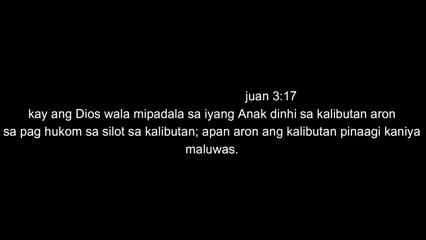 juan 3:17
kay ang Dios wala mipadala sa iyang Anak dinhi sa kalibutan aron
sa pag hukom sa silot sa kalibutan; apan aron ang kalibutan pinaagi kaniya
maluwas.